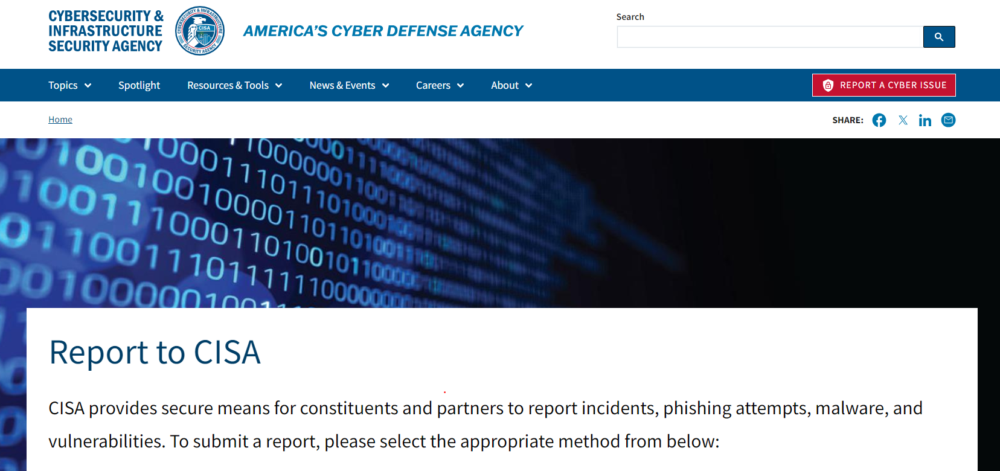 CYBERSECURITY &
INFRASTRUCTURE
SECURITY AGENCY
CYBERSECURITY & INFRASTRUCTURE
CISA
SECURITY AGENCY
AMERICA'S CYBER DEFENSE AGENCY
Search
Topics
Spotlight
Resources & Tools
News & Events
Careers
About
REPORT A CYBER ISSUE
Home
SHARE:
Report to CISA
CISA provides secure means for constituents and partners to report incidents, phishing attempts, malware, and
vulnerabilities. To submit a report, please select the appropriate method from below: